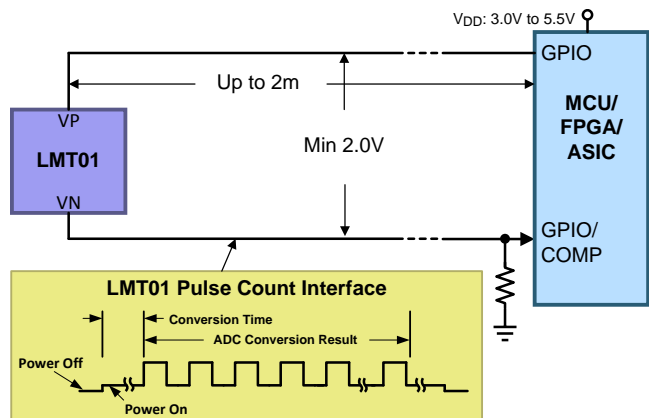 VDD: 3.0V to 5.5V
GPIO
Up to 2m
MCU/
FPGA/
ASIC
VP
LMT01
VN
Min 2.0V
GPIO/
COMP
LMT01 Pulse Count Interface
Conversion Time
ADC Conversion Result
Power Off
Power On